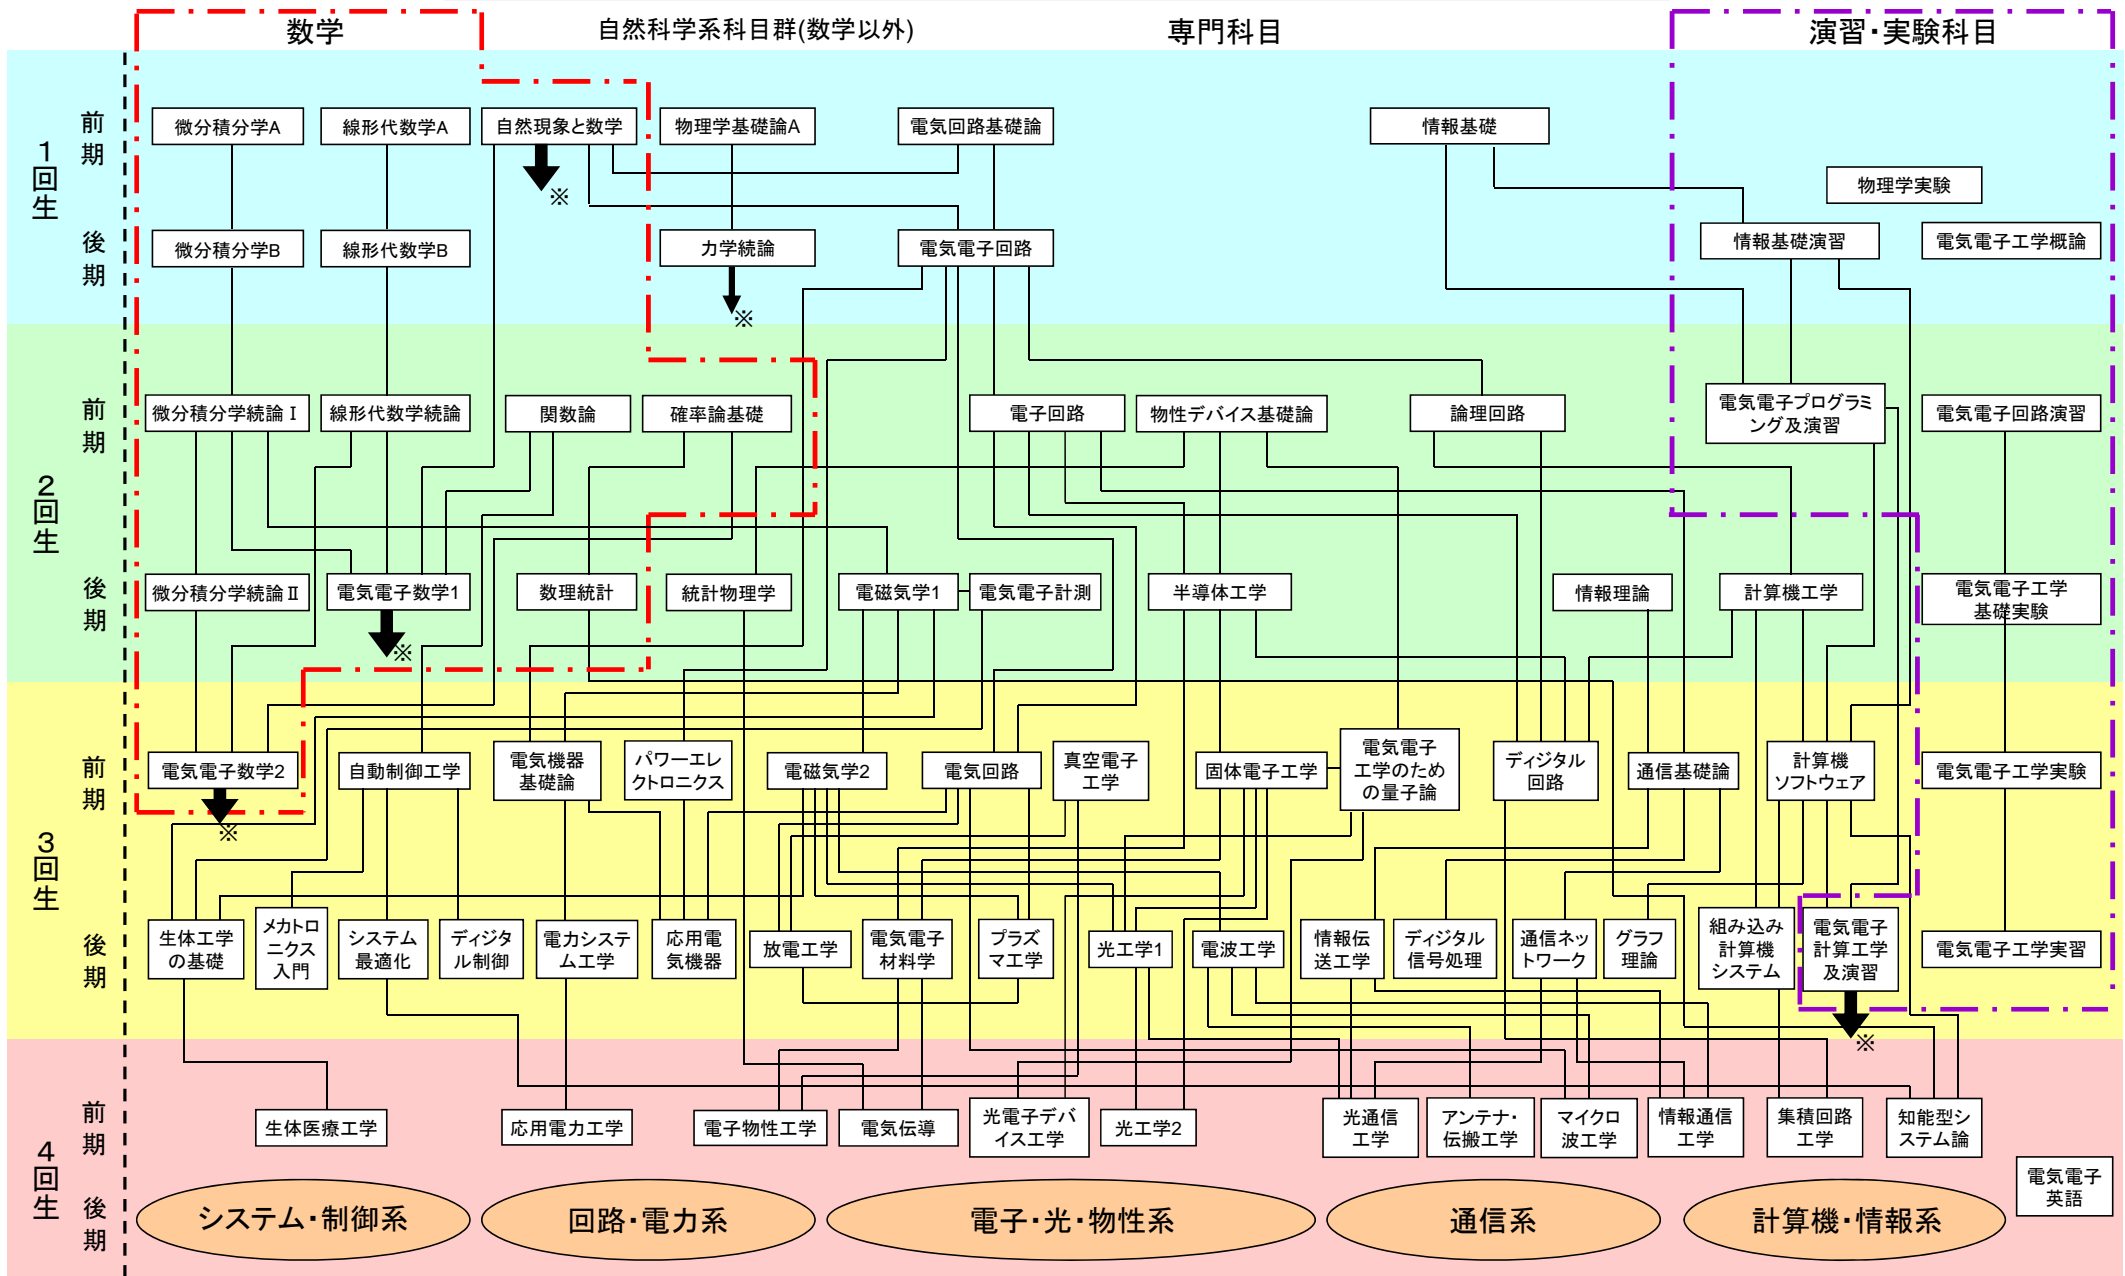 数学
自然科学系科目群(数学以外)
専門科目
演習・実験科目
1回生
前期
微分積分学A
線形代数学A
自然現象と数学
※
物理学基礎論A
電気回路基礎論
情報基礎
物理学実験
後期
微分積分学B
線形代数学B
力学続論
※
電気電子回路
情報基礎演習
電気電子工学概論
2回生
前期
微分積分学続論Ⅰ
線形代数学続論
関数論
確率論基礎
電子回路
物性デバイス基礎論
論理回路
電気電子プログラミ
ング及演習
電気電子回路演習
後期
微分積分学続論Ⅱ
電気電子数学1
※
数理統計
統計物理学
電磁気学1
電気電子計測
半導体工学
情報理論
計算機工学
電気電子工学
基礎実験
3回生
前期
電気電子数学2
※
自動制御工学
電気機器
基礎論
パワーエレ
クトロニクス
電磁気学2
電気回路
真空電子
工学
固体電子工学
電気電子
工学のため
の量子論
ディジタル
回路
通信基礎論
計算機
ソフトウェア
電気電子工学実験
後期
生体工学
の基礎
メカトロ
ニクス
入門
システム
最適化
ディジタ
ル制御
電力システ
ム工学
応用電
気機器
放電工学
電気電子
材料学
プラズ
マ工学
光工学1
電波工学
情報伝
送工学
ディジタル
信号処理
通信ネッ
トワーク
グラフ
理論
組み込み
計算機
システム
電気電子
計算工学
及演習
※
電気電子工学実習
4回生
前期
生体医療工学
応用電力工学
電子物性工学
電気伝導
光電子デバ
イス工学
光工学2
光通信
工学
アンテナ・
伝搬工学
マイクロ
波工学
情報通信
工学
集積回路
工学
知能型シ
ステム論
電気電子
英語
後期
システム・制御系
回路・電力系
電子・光・物性系
通信系
計算機・情報系